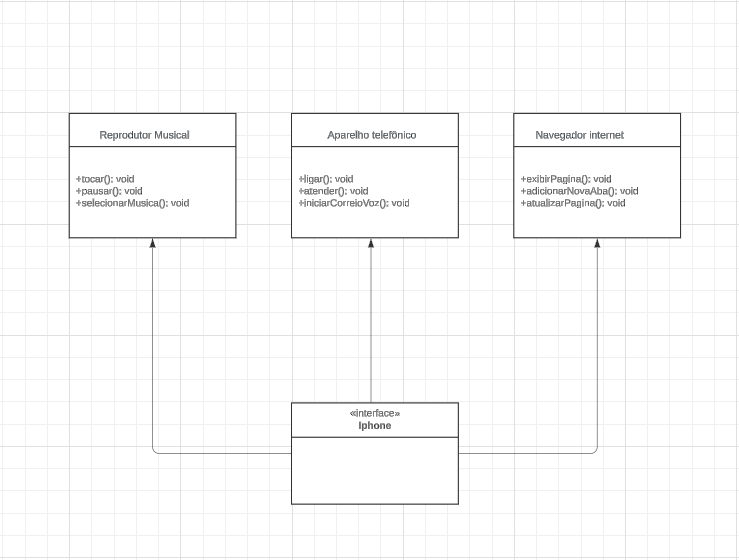 Reprodutor Musical
+tocar(): void
+pausar(): void
+selecionarMusica(): void
Aparelho telefônico
+ligar(): void
+atender(): void
+iniciarCorreioVoz(): void
Navegador internet
+exibirPagina(): void
+adicionarNovaAba(): void
+atualizarPagina(): void
«interface»
Iphone